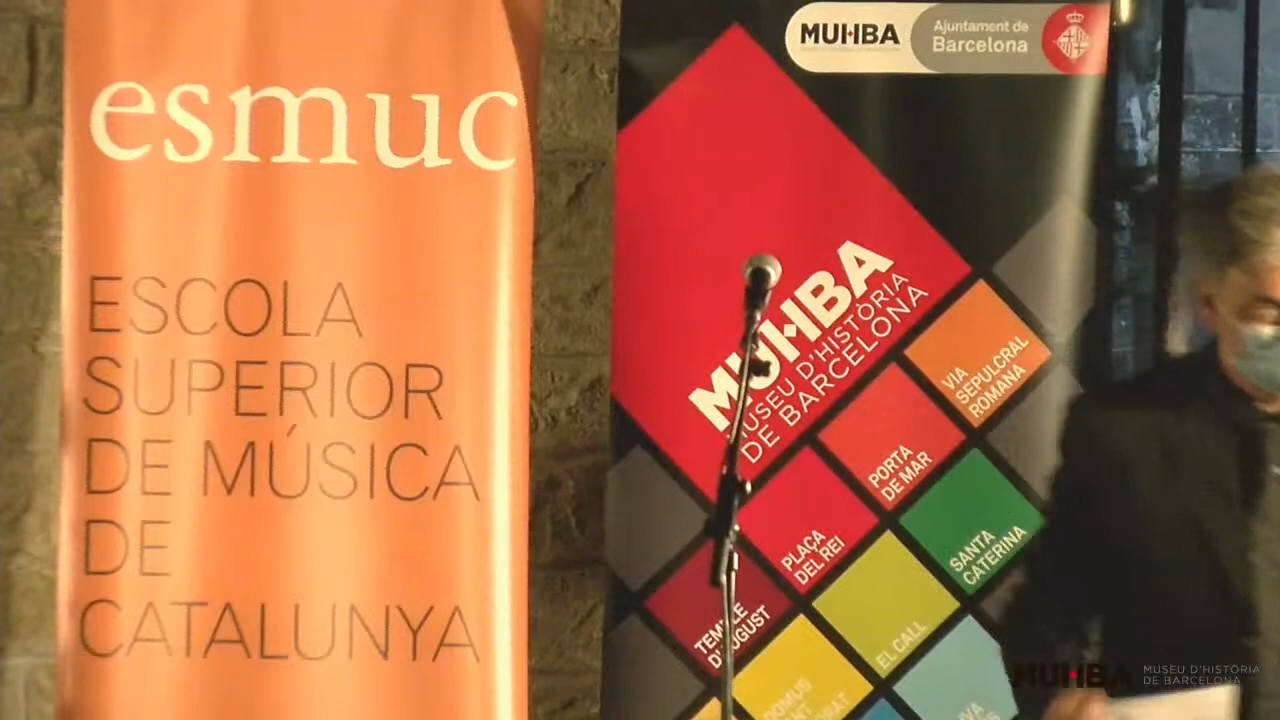 esmuc
ESCOLA
SUPERIOR
DE MÚSICA
DE
CATALUNYA
MUHBA
Ajuntament de
Barcelona
MUHBA
MUSEU D'HISTÒRIA
DE BARCELONA
VIA
SEPULCRAL
ROMANA
PORTA
DE MAR
PLAÇA
DEL REI
SANTA
CATERINA
TEMPLE
D'AUGUST
EL CALL
DOMUS
MUHBA
MUSEU D'HISTÒRIA
DE BARCELONA